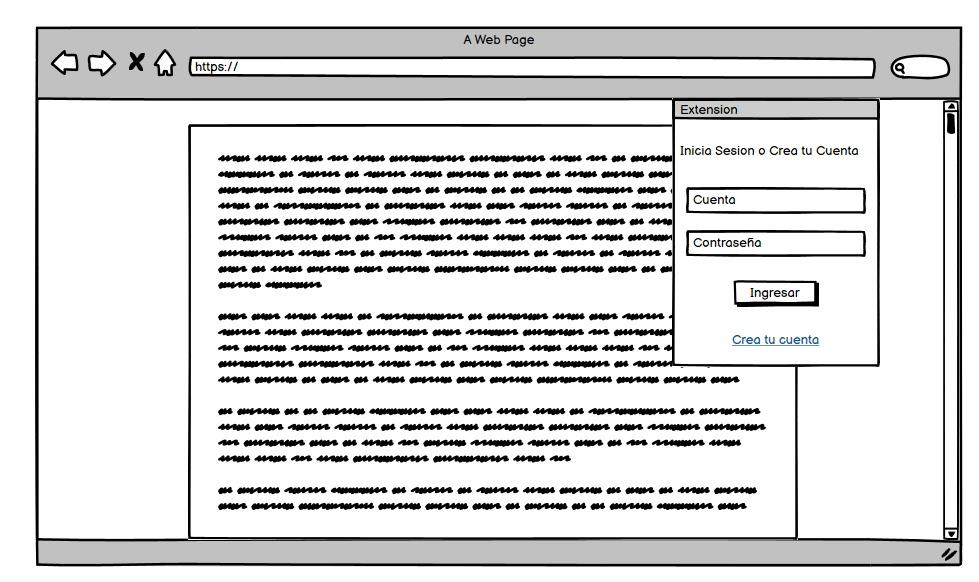 A Web Page
https://
Extension
Inicia Sesion o Crea tu Cuenta
Cuenta
Contraseña
Ingresar
Crea tu cuenta